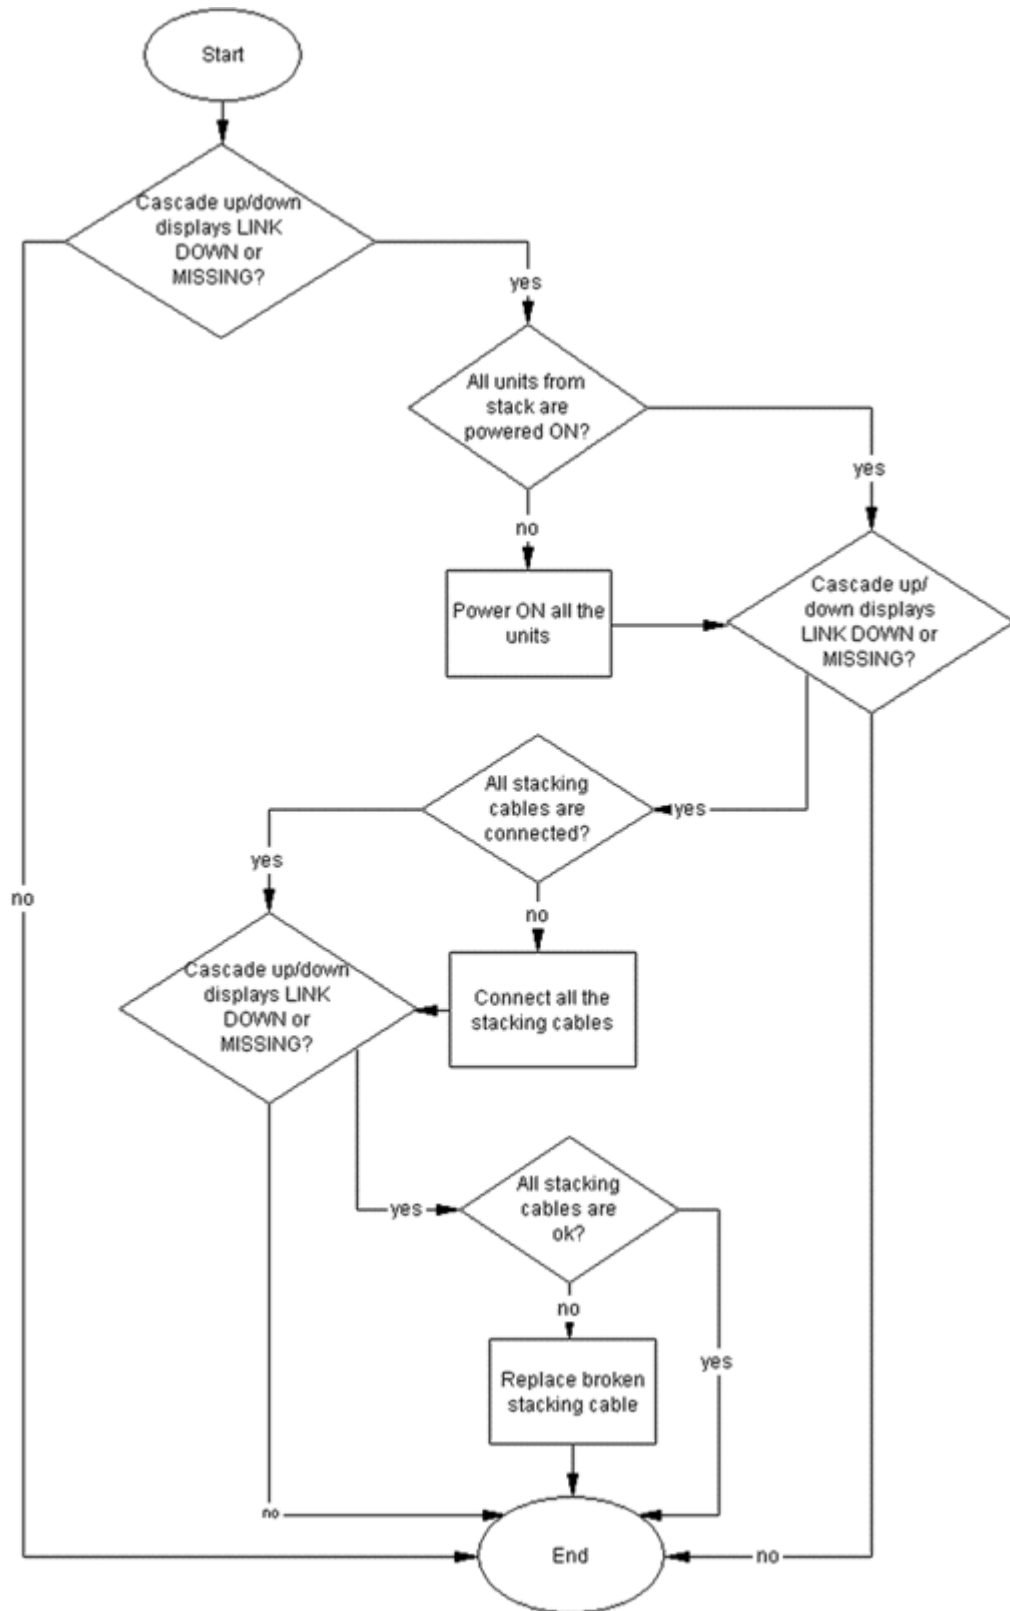 Start
Cascade up/down
displays LINK
DOWN or
MISSING?
yes
All units from
stack are
powered ON?
yes
no
Power ON all the
units
Cascade up/
down displays
LINK DOWN or
MISSING?
All stacking
cables are
connected?
yes
yes
no
no
Cascade up/down
displays LINK
DOWN or
MISSING?
Connect all the
stacking cables
All stacking
cables are
ok?
yes
no
yes
Replace broken
stacking cable
no
End
no